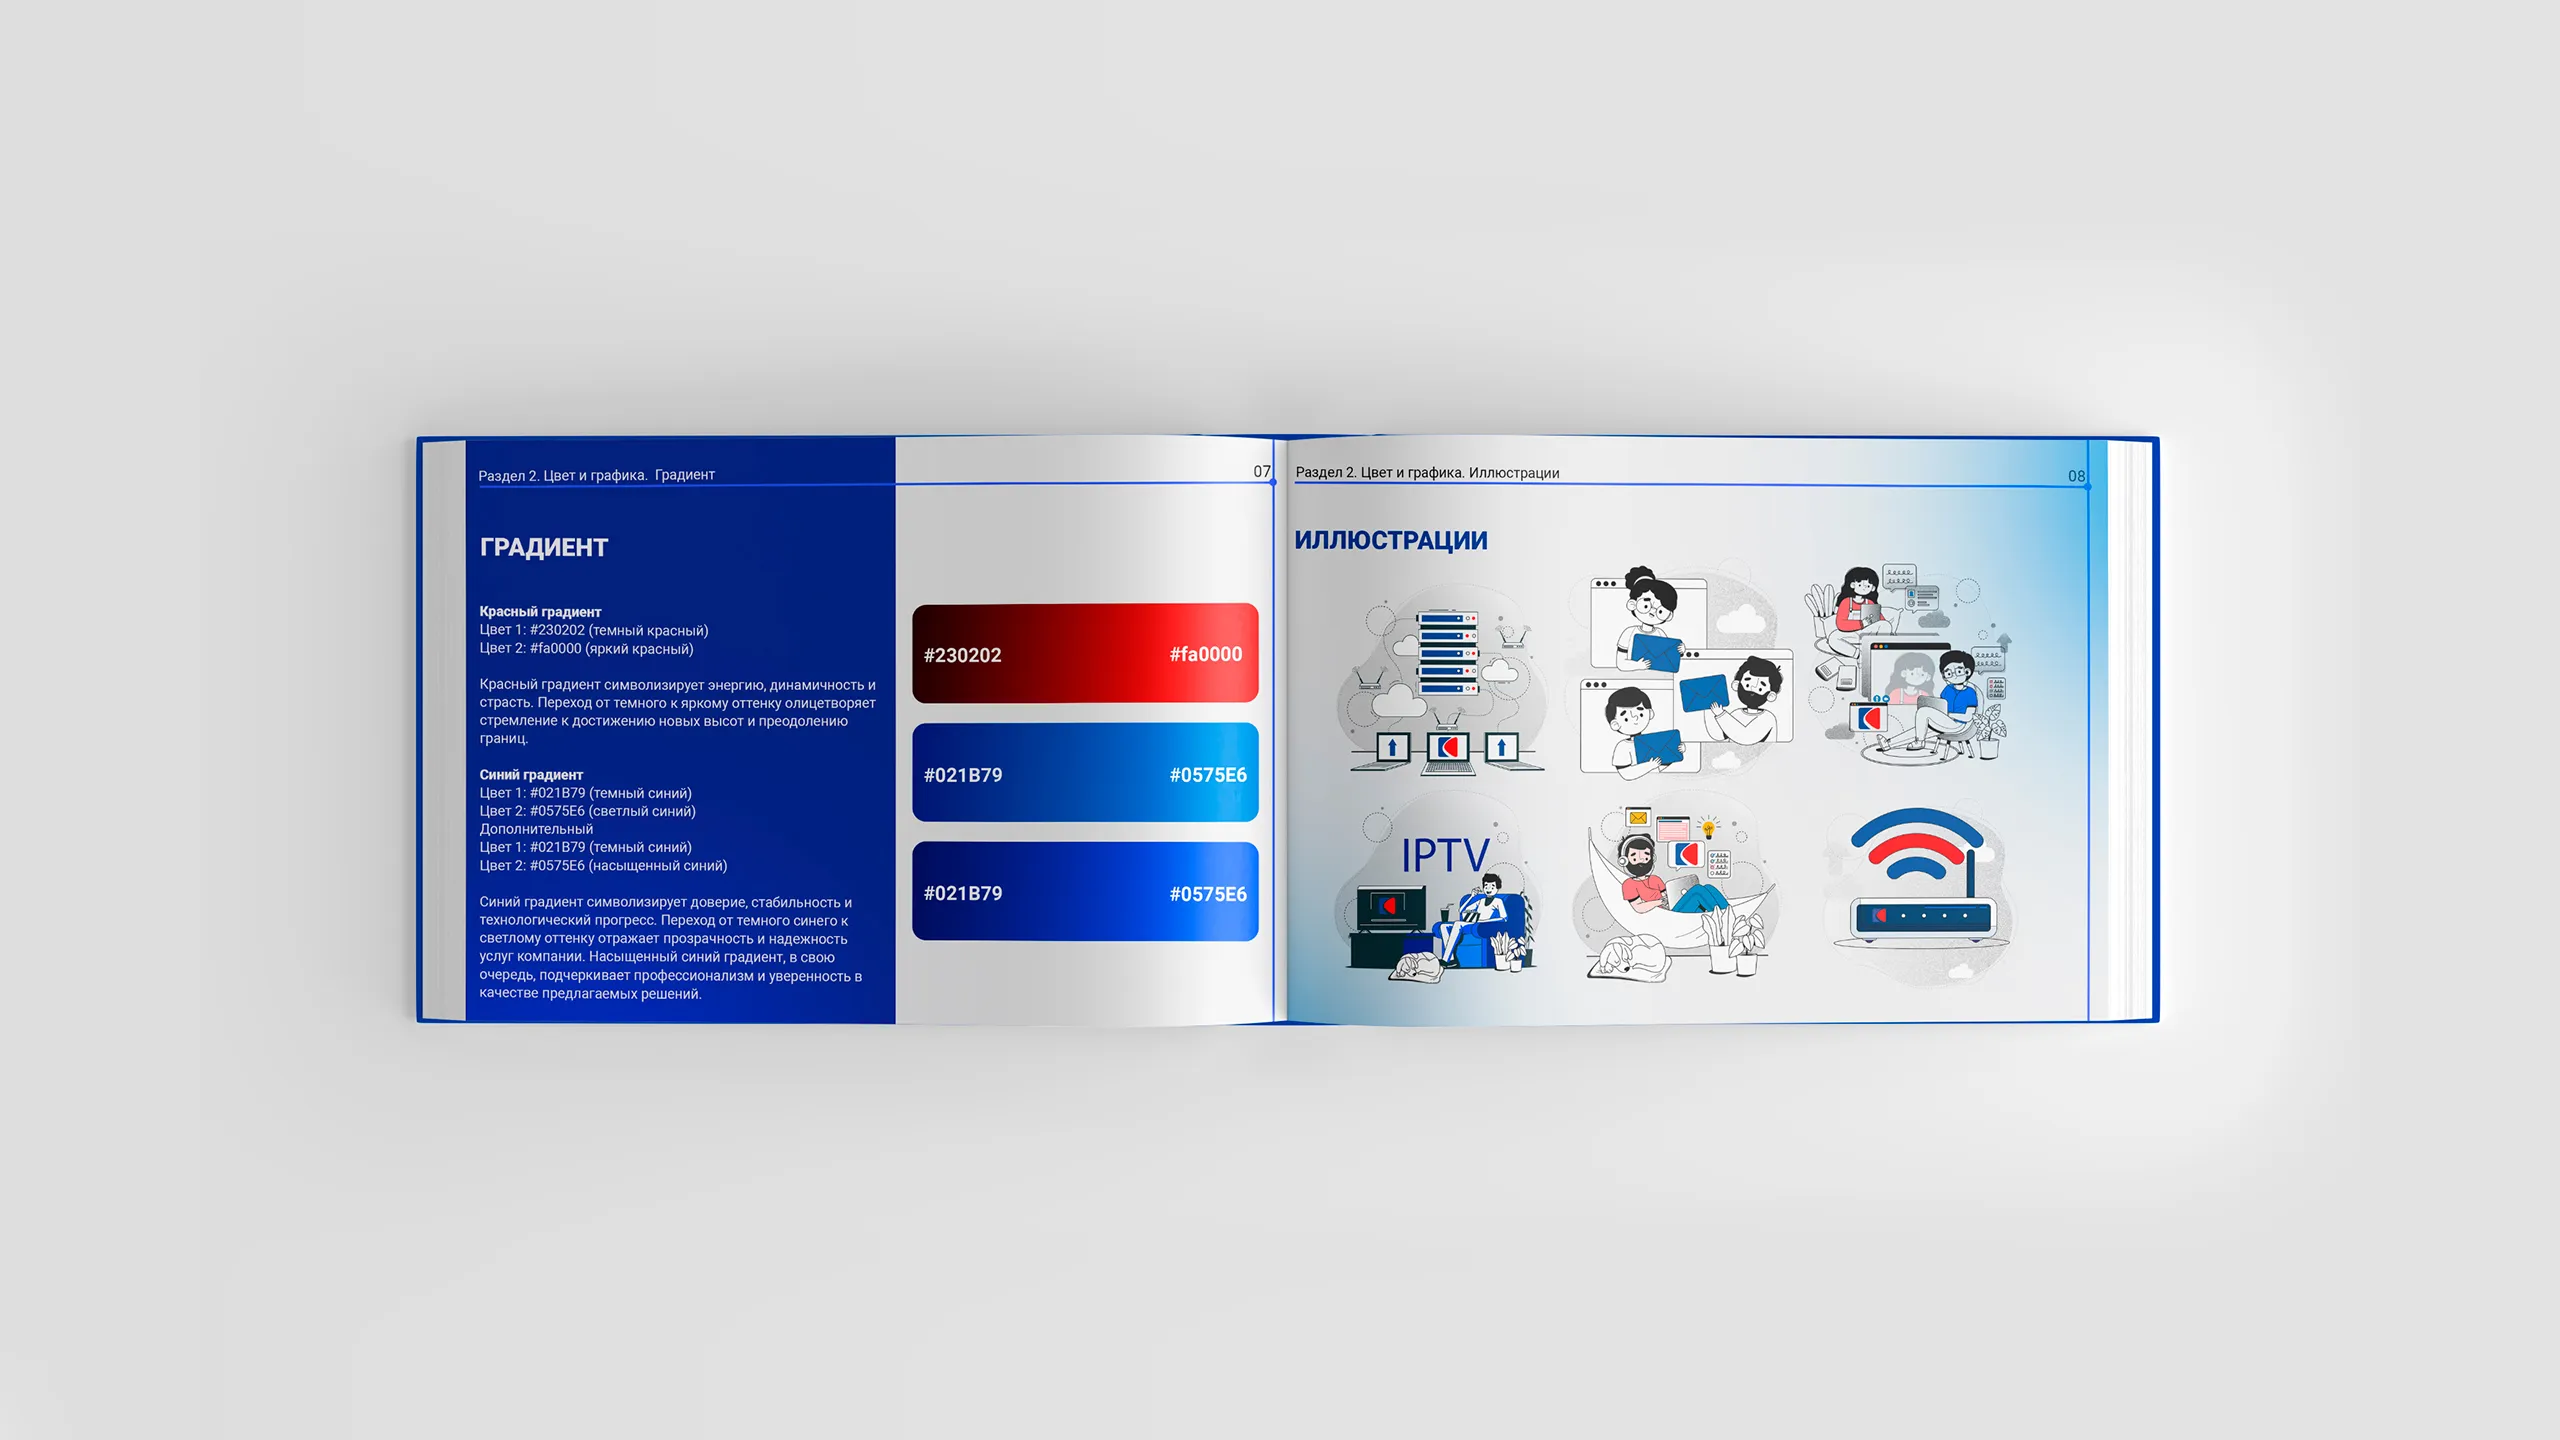 Раздел 2. Цвет и графика. Градиент
07
ГРАДИЕНТ
Красный градиент
Цвет 1: #230202 (темный красный)
Цвет 2: #fa0000 (яркий красный)
Красный градиент символизирует энергию, динамичность и
страсть. Переход от темного к яркому оттенку олицетворяет
стремление к достижению новых высот и преодолению
границ.
Синий градиент
Цвет 1: #021B79 (темный синий)
Цвет 2: #0575E6 (светлый синий)
Дополнительный
Цвет 1: #021B79 (темный синий)
Цвет 2: #0575E6 (насыщенный синий)
Синий градиент символизирует доверие, стабильность и
технологический прогресс. Переход от темного синего к
светлому оттенку отражает прозрачность и надежность
услуг компании. Насыщенный синий градиент, в свою
очередь, подчеркивает профессионализм и уверенность в
качестве предлагаемых решений.
#230202 #fa0000
#021B79 #0575E6
#021B79 #0575E6
Раздел 2. Цвет и графика. Иллюстрации
08
ИЛЛЮСТРАЦИИ
IPTV